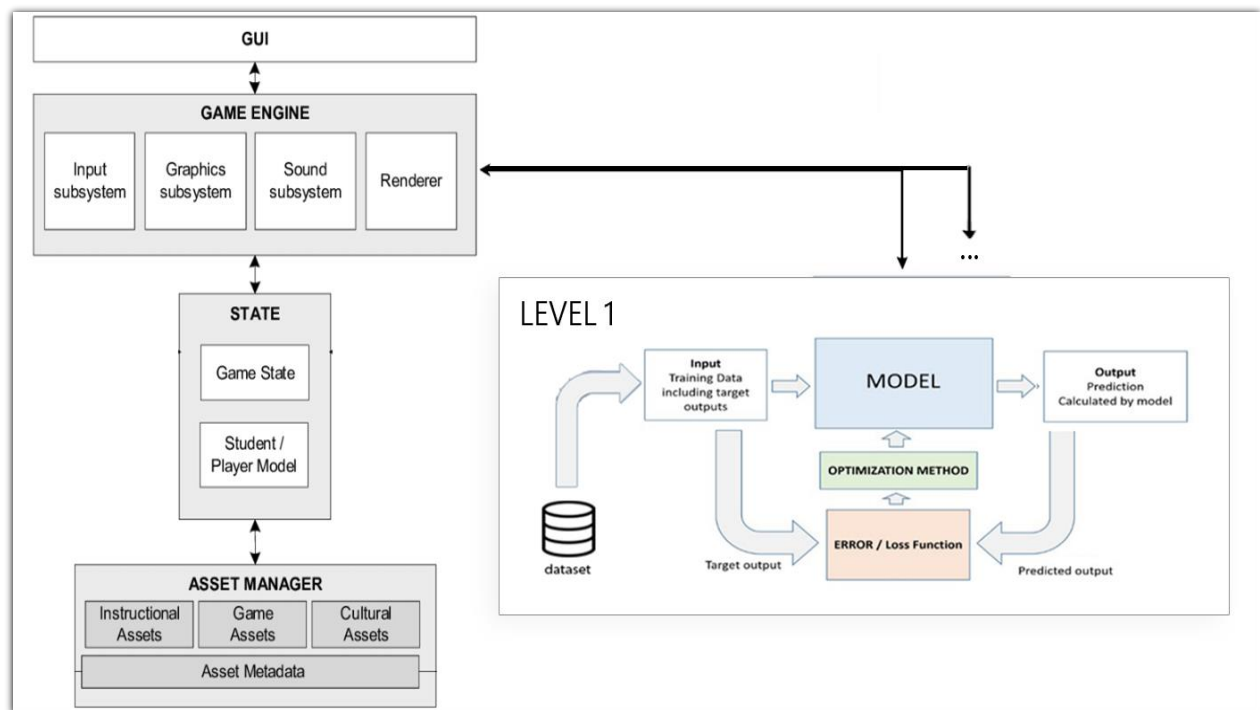 GUI
GAME ENGINE
Input
subsystem
Graphics
subsystem
Sound
subsystem
Renderer
STATE
Game State
Student /
Player Model
ASSET MANAGER
Instructional
Assets
Game
Assets
Cultural
Assets
Asset Metadata
...
LEVEL 1
Input
Training Data
including target
outputs
MODEL
Output
Prediction
Calculated by model
OPTIMIZATION METHOD
ERROR / Loss Function
dataset
Target output
Predicted output